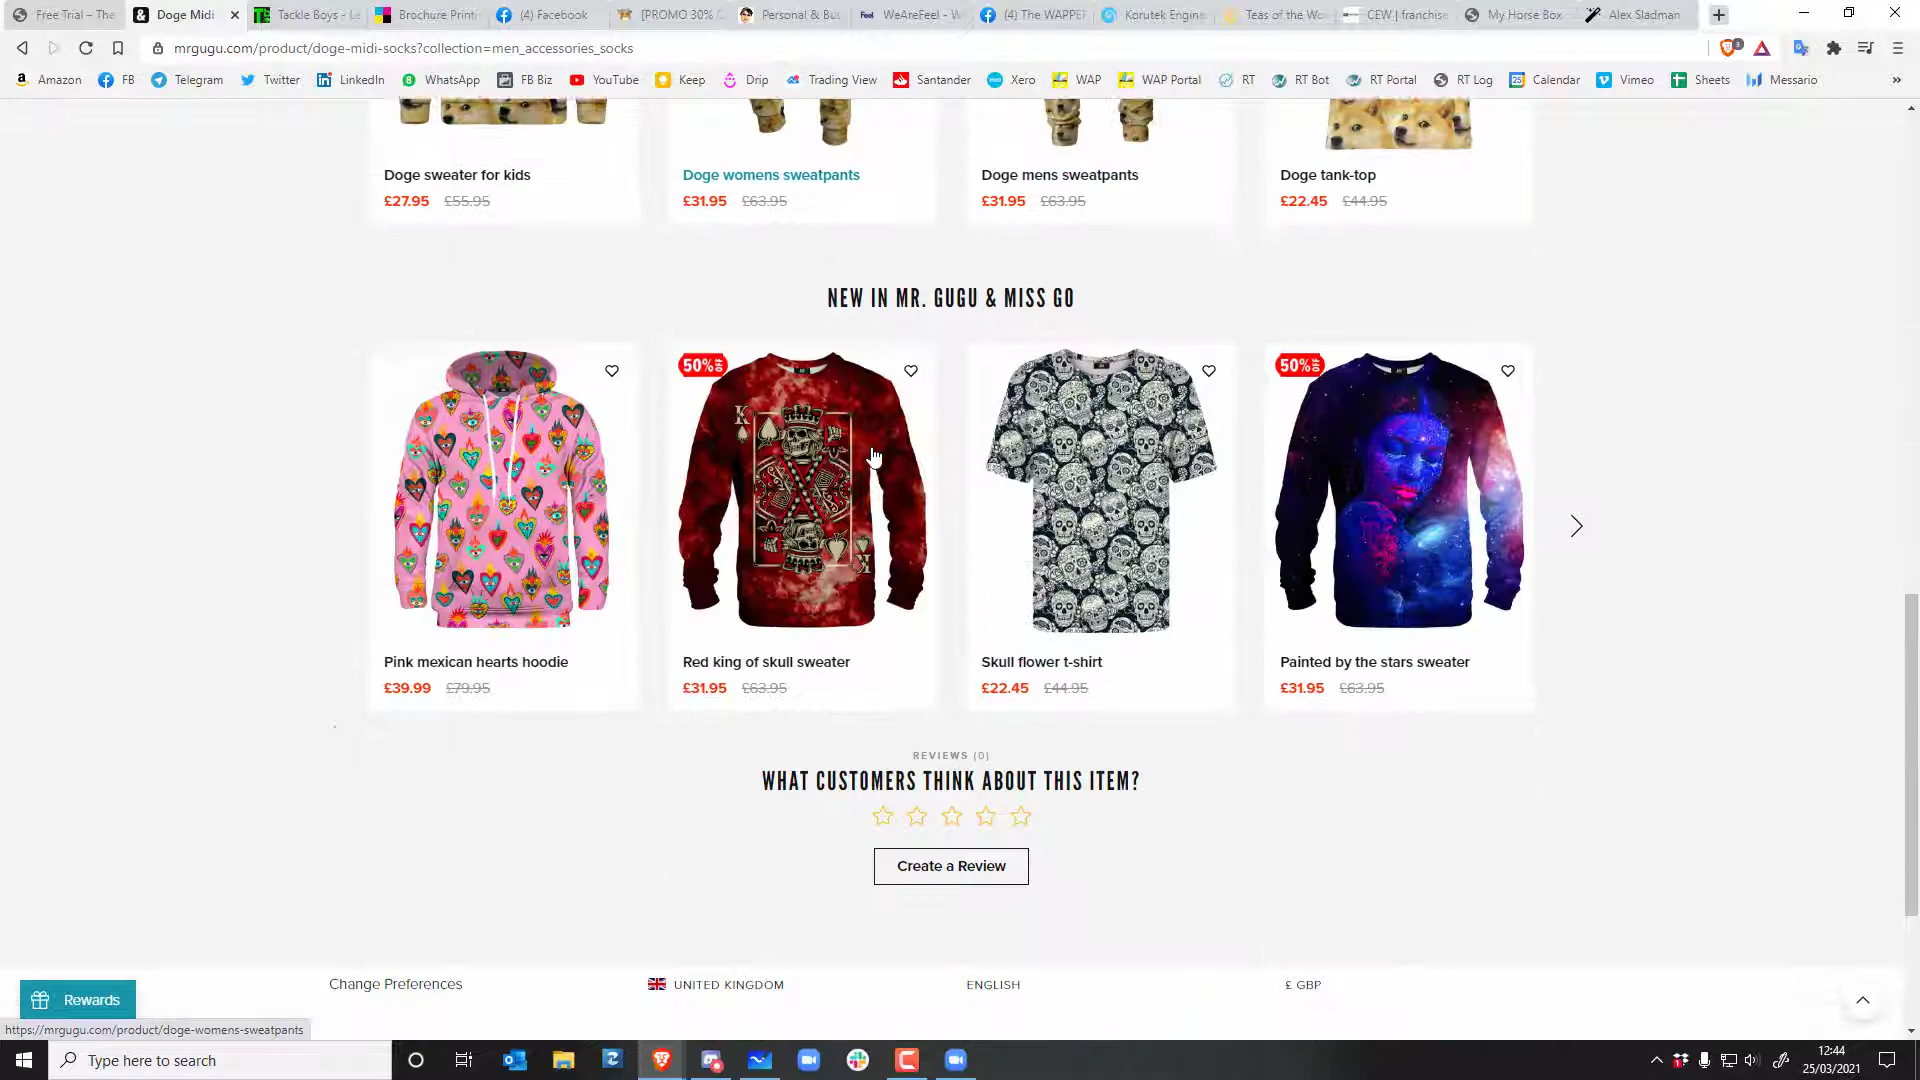 Free Trial – The
Doge Midi
Tackle Boys - Le
Brochure Print
(4) Facebook
[PROMO 30%
Personal & Bus
Feel
WeAreFeel - W
(4) The WAPPE
Korutek Engin
Teas of the Wo
CEW | franchise
My Horse Box
Alex Sladman
mrgugu.com/product/doge-midi-socks?collection=men_accessories_socks
3
Amazon FB Telegram Twitter LinkedIn WhatsApp FB Biz YouTube Keep Drip Trading View Santander Xero WAP WAP Portal RT RT Bot RT Portal RT Log Calendar Vimeo Sheets Messario
Doge sweater for kids
£27.95 £55.95
Doge womens sweatpants
£31.95 £63.95
Doge mens sweatpants
£31.95 £63.95
Doge tank-top
£22.45 £44.95
NEW IN MR. GUGU & MISS GO
50% OFF
K
K
50% OFF
Pink mexican hearts hoodie
£39.99 £79.95
Red king of skull sweater
£31.95 £63.95
Skull flower t-shirt
£22.45 £44.95
Painted by the stars sweater
£31.95 £63.95
REVIEWS (0)
WHAT CUSTOMERS THINK ABOUT THIS ITEM?
Create a Review
Change Preferences
UNITED KINGDOM
ENGLISH
£ GBP
Rewards
https://mrgugu.com/product/doge-womens-sweatpants
Type here to search
12:44
25/03/2021